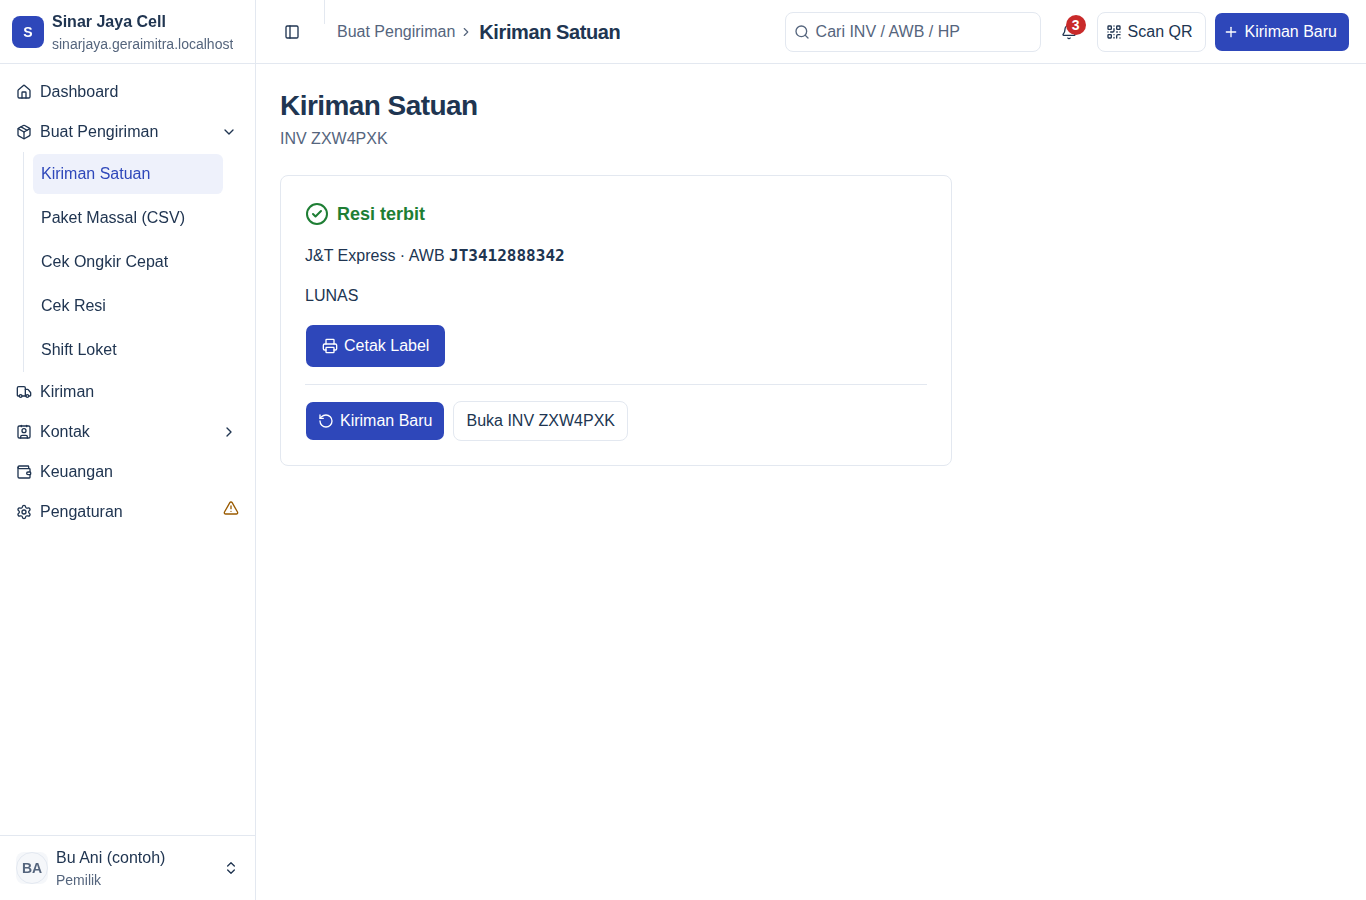 S
Sinar Jaya Cell
sinarjaya.geraimitra.localhost
Buat Pengiriman
Kiriman Satuan
Cari INV / AWB / HP
3
Scan QR
Kiriman Baru
Dashboard
Buat Pengiriman
Kiriman Satuan
Paket Massal (CSV)
Cek Ongkir Cepat
Cek Resi
Shift Loket
Kiriman
Kontak
Keuangan
Pengaturan
Kiriman Satuan
INV ZXW4PXK
Resi terbit
J&T Express · AWB JT3412888342
LUNAS
Cetak Label
Kiriman Baru
Buka INV ZXW4PXK
BA
Bu Ani (contoh)
Pemilik